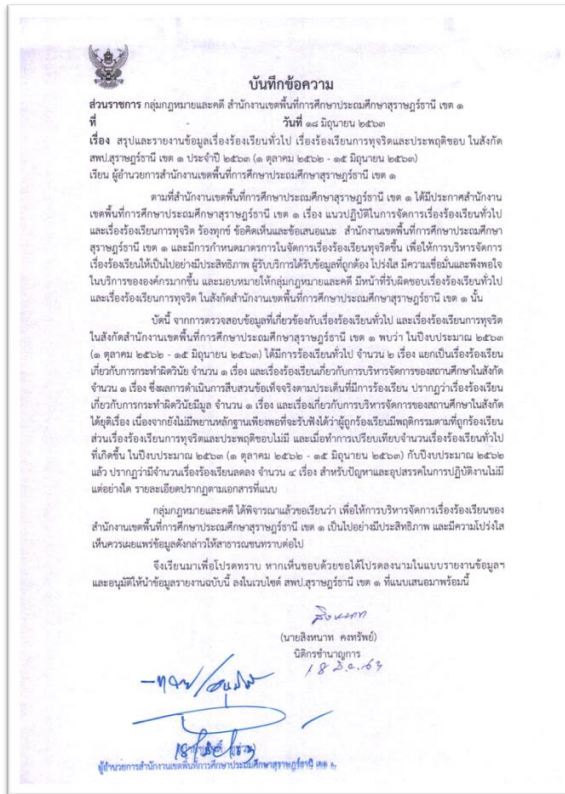 บันทึกข้อความ
ส่วนราชการ กลุ่มกฎหมายและคดี สำนักงานเขตพื้นที่การศึกษาประถมศึกษาสุราษฎร์ธานี เขต ๑
ที่ - วันที่ ๑๘ มิถุนายน ๒๕๖๓
เรื่อง สรุปและรายงานข้อมูลเรื่องร้องเรียนทั่วไป เรื่องร้องเรียนการทุจริตและประพฤติชอบ ในสังกัด
สพป.สุราษฎร์ธานี เขต ๑ ประจำปี ๒๕๖๓ (๑ ตุลาคม ๒๕๖๒ - ๑๕ มิถุนายน ๒๕๖๓)
เรียน ผู้อำนวยการสำนักงานเขตพื้นที่การศึกษาประถมศึกษาสุราษฎร์ธานี เขต ๑
ตามที่สำนักงานเขตพื้นที่การศึกษาประถมศึกษาสุราษฎร์ธานี เขต ๑ ได้มีประกาศสำนักงาน
เขตพื้นที่การศึกษาประถมศึกษาสุราษฎร์ธานี เขต ๑ เรื่อง แนวปฏิบัติในการจัดการเรื่องร้องเรียนทั่วไป
และเรื่องร้องเรียนการทุจริต ร้องทุกข์ ข้อคิดเห็นและข้อเสนอแนะ สำนักงานเขตพื้นที่การศึกษาประถมศึกษา
สุราษฎร์ธานี เขต ๑ และมีการกำหนดมาตรการในจัดการเรื่องร้องเรียนทุจริตขึ้น เพื่อให้การบริหารจัดการ
เรื่องร้องเรียนให้เป็นไปอย่างมีประสิทธิภาพ ผู้รับบริการได้รับข้อมูลที่ถูกต้อง โปร่งใส มีความเชื่อมั่นและพึงพอใจ
ในบริการขององค์กรมากขึ้น และมอบหมายให้กลุ่มกฎหมายและคดี มีหน้าที่รับผิดชอบเรื่องร้องเรียนทั่วไป
และเรื่องร้องเรียนการทุจริต ในสังกัดสำนักงานเขตพื้นที่การศึกษาประถมศึกษาสุราษฎร์ธานี เขต ๑ นั้น
บัดนี้ จากการตรวจสอบข้อมูลที่เกี่ยวข้องกับเรื่องร้องเรียนทั่วไป และเรื่องร้องเรียนการทุจริต
ในสังกัดสำนักงานเขตพื้นที่การศึกษาประถมศึกษาสุราษฎร์ธานี เขต ๑ พบว่า ในปีงบประมาณ ๒๕๖๓
(๑ ตุลาคม ๒๕๖๒ - ๑๕ มิถุนายน ๒๕๖๓) ได้มีการร้องเรียนทั่วไป จำนวน ๒ เรื่อง แยกเป็นเรื่องร้องเรียน
เกี่ยวกับการกระทำผิดวินัย จำนวน ๑ เรื่อง และเรื่องร้องเรียนเกี่ยวกับการบริหารจัดการของสถานศึกษาในสังกัด
จำนวน ๑ เรื่อง ซึ่งผลการดำเนินการสืบสวนข้อเท็จจริงตามประเด็นที่มีการร้องเรียน ปรากฏว่าเรื่องร้องเรียน
เกี่ยวกับการกระทำผิดวินัยมีมูล จำนวน ๑ เรื่อง และเรื่องเกี่ยวกับการบริหารจัดการของสถานศึกษาในสังกัด
ได้ยุติเรื่อง เนื่องจากยังไม่มีพยานหลักฐานเพียงพอที่จะรับฟังได้ว่าผู้ถูกร้องเรียนมีพฤติกรรมตามที่ถูกร้องเรียน
ส่วนเรื่องร้องเรียนการทุจริตและประพฤติชอบไม่มี และเมื่อทำการเปรียบเทียบจำนวนเรื่องร้องเรียนทั่วไป
ที่เกิดขึ้น ในปีงบประมาณ ๒๕๖๓ (๑ ตุลาคม ๒๕๖๒ - ๑๕ มิถุนายน ๒๕๖๓) กับปีงบประมาณ ๒๕๖๒
แล้ว ปรากฏว่ามีจำนวนเรื่องร้องเรียนลดลง จำนวน ๔ เรื่อง สำหรับปัญหาและอุปสรรคในการปฏิบัติงานไม่มี
แต่อย่างใด รายละเอียดปรากฏตามเอกสารที่แนบ
กลุ่มกฎหมายและคดี ได้พิจารณาแล้วขอเรียนว่า เพื่อให้การบริหารจัดการเรื่องร้องเรียนของ
สำนักงานเขตพื้นที่การศึกษาประถมศึกษาสุราษฎร์ธานี เขต ๑ เป็นไปอย่างมีประสิทธิภาพ และมีความโปร่งใส
เห็นควรเผยแพร่ข้อมูลดังกล่าวให้สาธารณชนทราบต่อไป
จึงเรียนมาเพื่อโปรดทราบ หากเห็นชอบด้วยขอได้โปรดลงนามในแบบรายงานข้อมูลฯ
และอนุมัติให้นำข้อมูลรายงานฉบับนี้ ลงในเวบไซต์ สพป.สุราษฎร์ธานี เขต ๑ ที่แนบเสนอมาพร้อมนี้
สิงหนาท
(นายสิงหนาท คงทรัพย์)
นิติกรชำนาญการ
18 มิ.ย. 63
-ทราบ/อนุมัติ
ผู้อำนวยการสำนักงานเขตพื้นที่การศึกษาประถมศึกษาสุราษฎร์ธานี เขต ๑